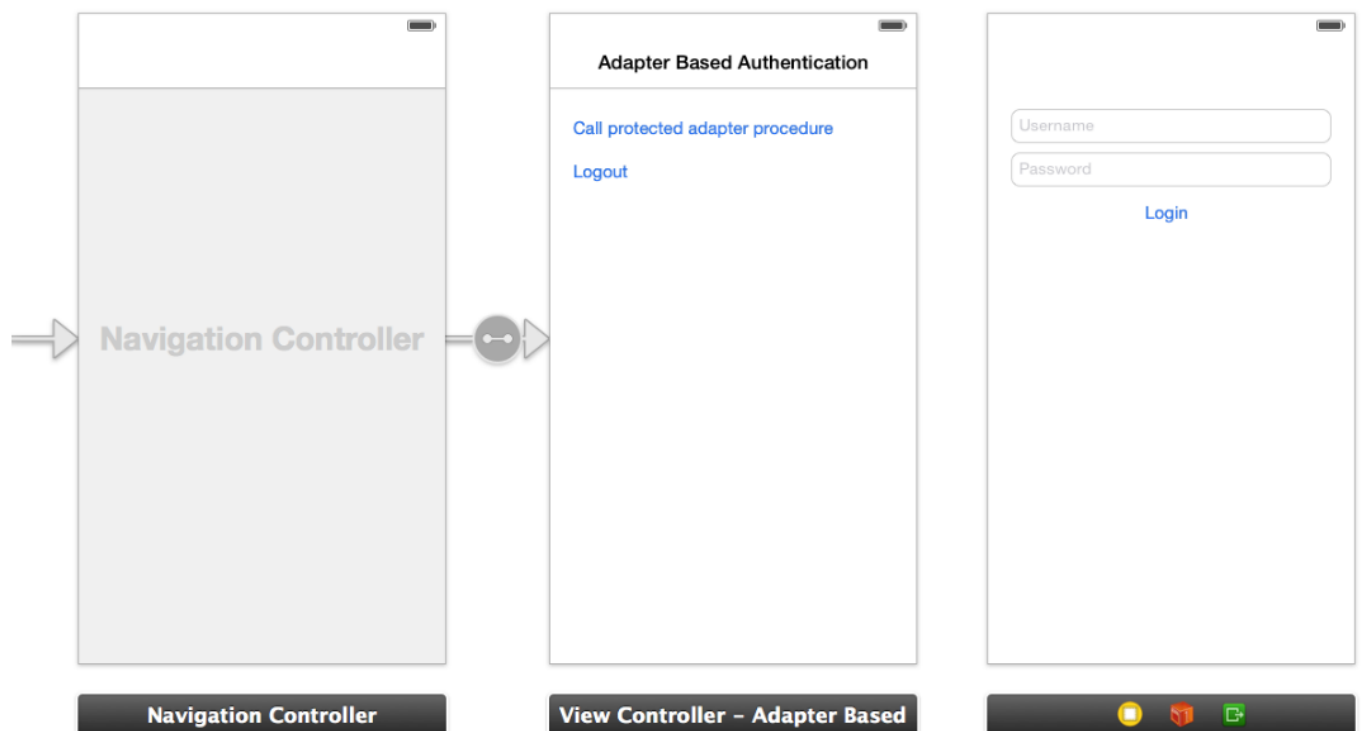 Navigation Controller
Navigation Controller
Adapter Based Authentication
Call protected adapter procedure
Logout
View Controller – Adapter Based
Username
Password
Login